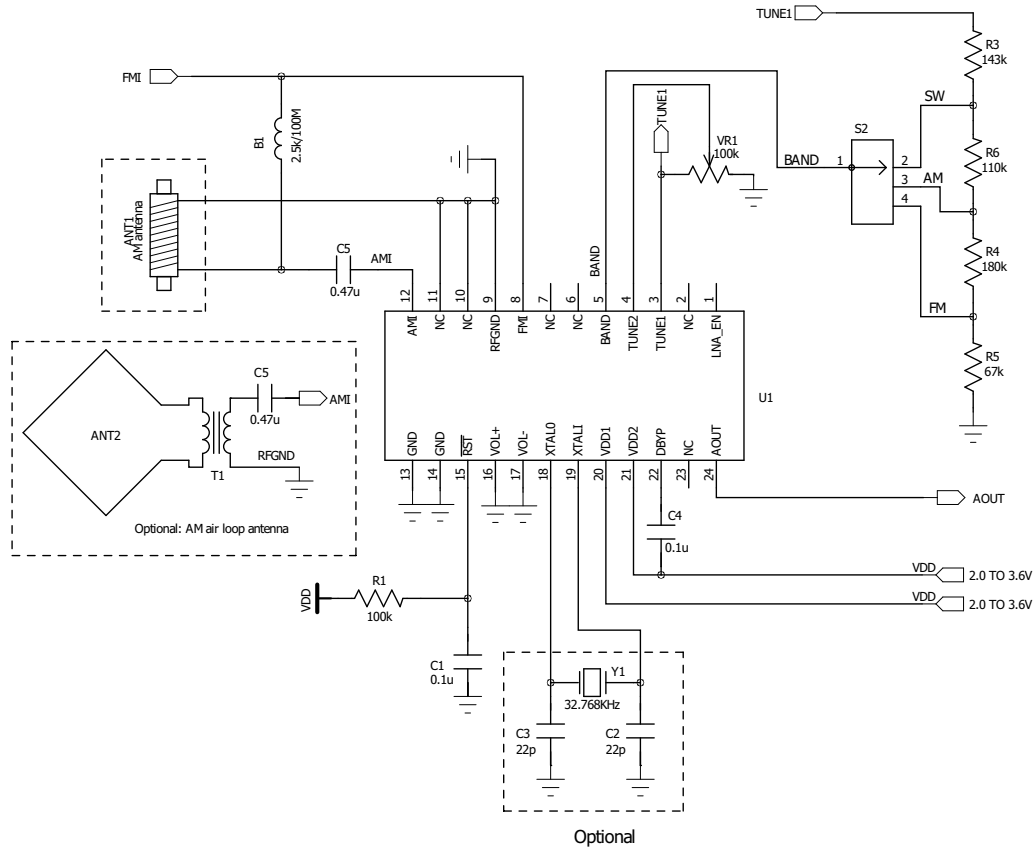 TUNE1
R3
143k
SW
R6
110k
AM
R4
180k
FM
R5
67k
S2
BAND
1
2
3
4
FMI
B1
2.5k/100M
ANT1
AM antenna
C5
0.47u
AMI
TUNE1
VR1
100k
BAND
12
11
10
9
8
7
6
5
4
3
2
1
AMI
NC
NC
RFGND
FMI
NC
NC
BAND
TUNE2
TUNE1
NC
LNA_EN
U1
GND
GND
RST
VOL+
VOL-
XTALO
XTALI
VDD1
VDD2
DBYP
NC
AOUT
13
14
15
16
17
18
19
20
21
22
23
24
ANT2
T1
C5
0.47u
AMI
RFGND
Optional: AM air loop antenna
AOUT
C4
0.1u
VDD
2.0 TO 3.6V
VDD
2.0 TO 3.6V
VDD
R1
100k
C1
0.1u
Y1
32.768KHz
C3
22p
C2
22p
Optional